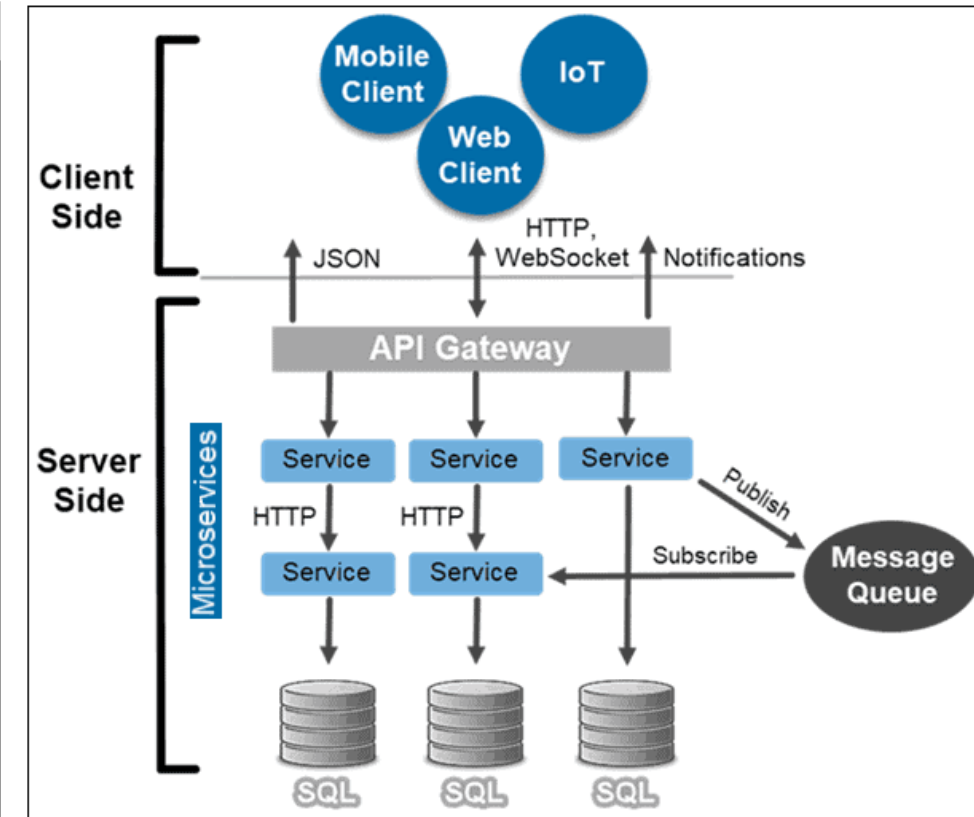 Mobile
Client
IoT
Web
Client
Client
Side
JSON
HTTP,
WebSocket
Notifications
API Gateway
Server
Side
Microservices
Service
Service
Service
Publish
HTTP
HTTP
Subscribe
Message
Queue
Service
Service
SQL
SQL
SQL